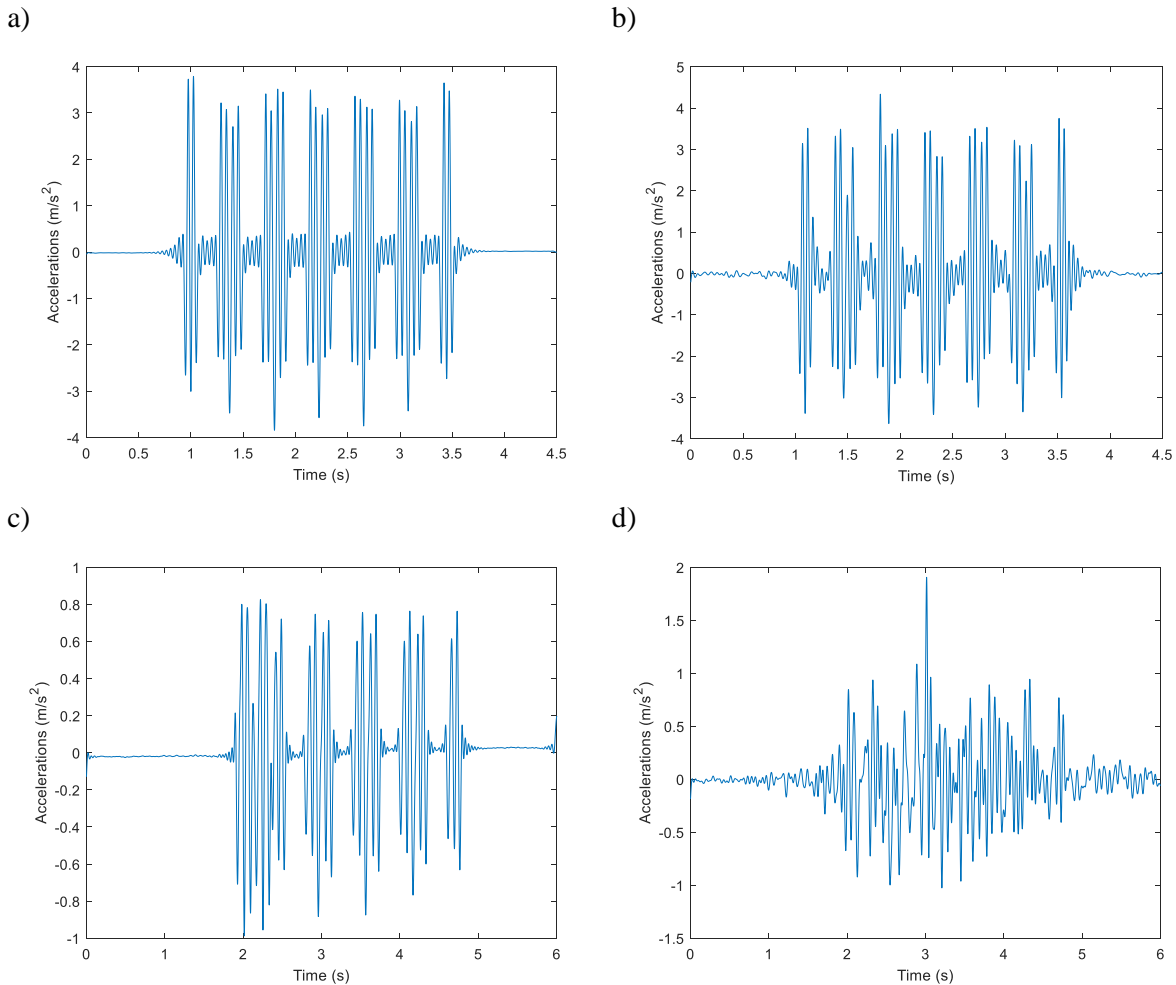 a)
b)
4
3
2
1
0
-1
-2
-3
-4
Accelerations (m/s²)
0 0.5 1 1.5 2 2.5 3 3.5 4 4.5
Time (s)
5
4
3
2
1
0
-1
-2
-3
-4
Accelerations (m/s²)
0 0.5 1 1.5 2 2.5 3 3.5 4 4.5
Time (s)
c)
d)
1
0.8
0.6
0.4
0.2
0
-0.2
-0.4
-0.6
-0.8
-1
Accelerations (m/s²)
0 1 2 3 4 5 6
Time (s)
2
1.5
1
0.5
0
-0.5
-1
-1.5
Accelerations (m/s²)
0 1 2 3 4 5 6
Time (s)